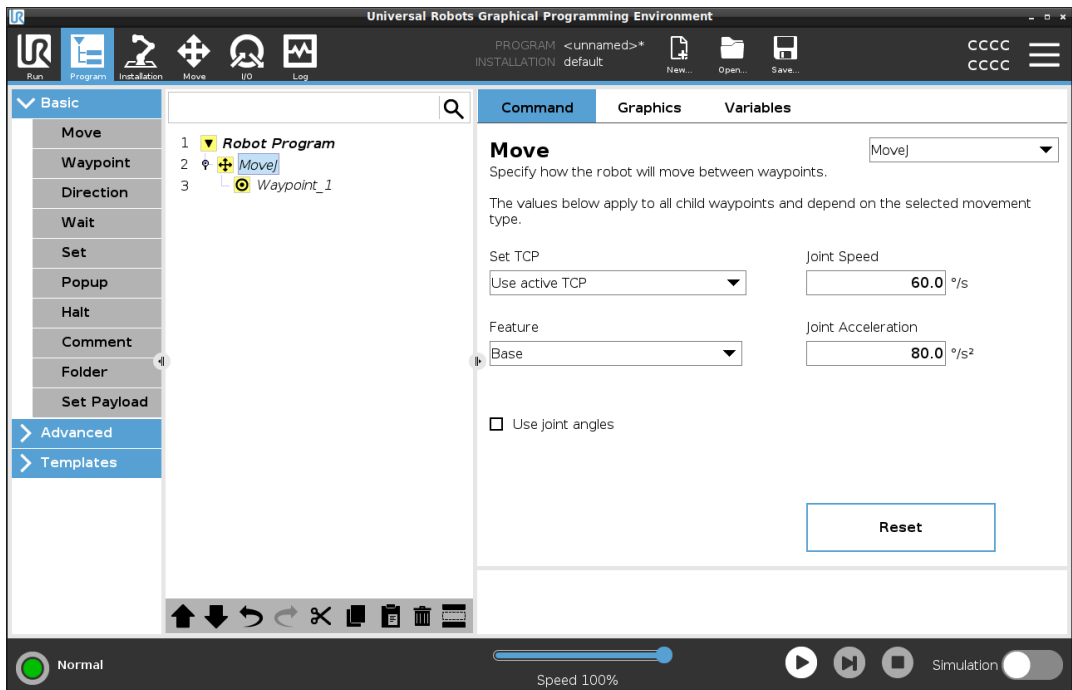 Universal Robots Graphical Programming Environment
UR
Run
Program
Installation
Move
I/O
Log
PROGRAM <unnamed>*
INSTALLATION default
New...
Open...
Save...
CCCC
CCCC
Basic
Move
Waypoint
Direction
Wait
Set
Popup
Halt
Comment
Folder
Set Payload
Advanced
Templates
1 Robot Program
2 MoveJ
3 Waypoint_1
Command Graphics Variables
Move
MoveJ
Specify how the robot will move between waypoints.
The values below apply to all child waypoints and depend on the selected movement
type.
Set TCP
Use active TCP
Joint Speed
60.0 °/s
Feature
Base
Joint Acceleration
80.0 °/s²
Use joint angles
Reset
Normal
Speed 100%
Simulation